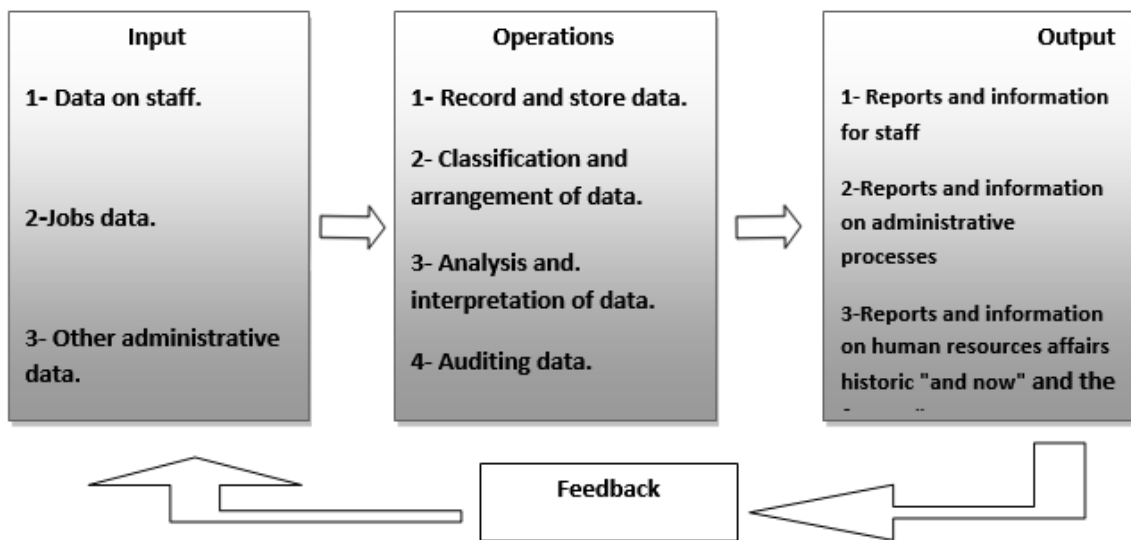 Input
1- Data on staff.
2-Jobs data.
3- Other administrative
data.
Operations
1- Record and store data.
2- Classification and
arrangement of data.
3- Analysis and.
interpretation of data.
4- Auditing data.
Output
1- Reports and information
for staff
2-Reports and information
on administrative
processes
3-Reports and information
on human resources affairs
historic "and now" and the
Feedback